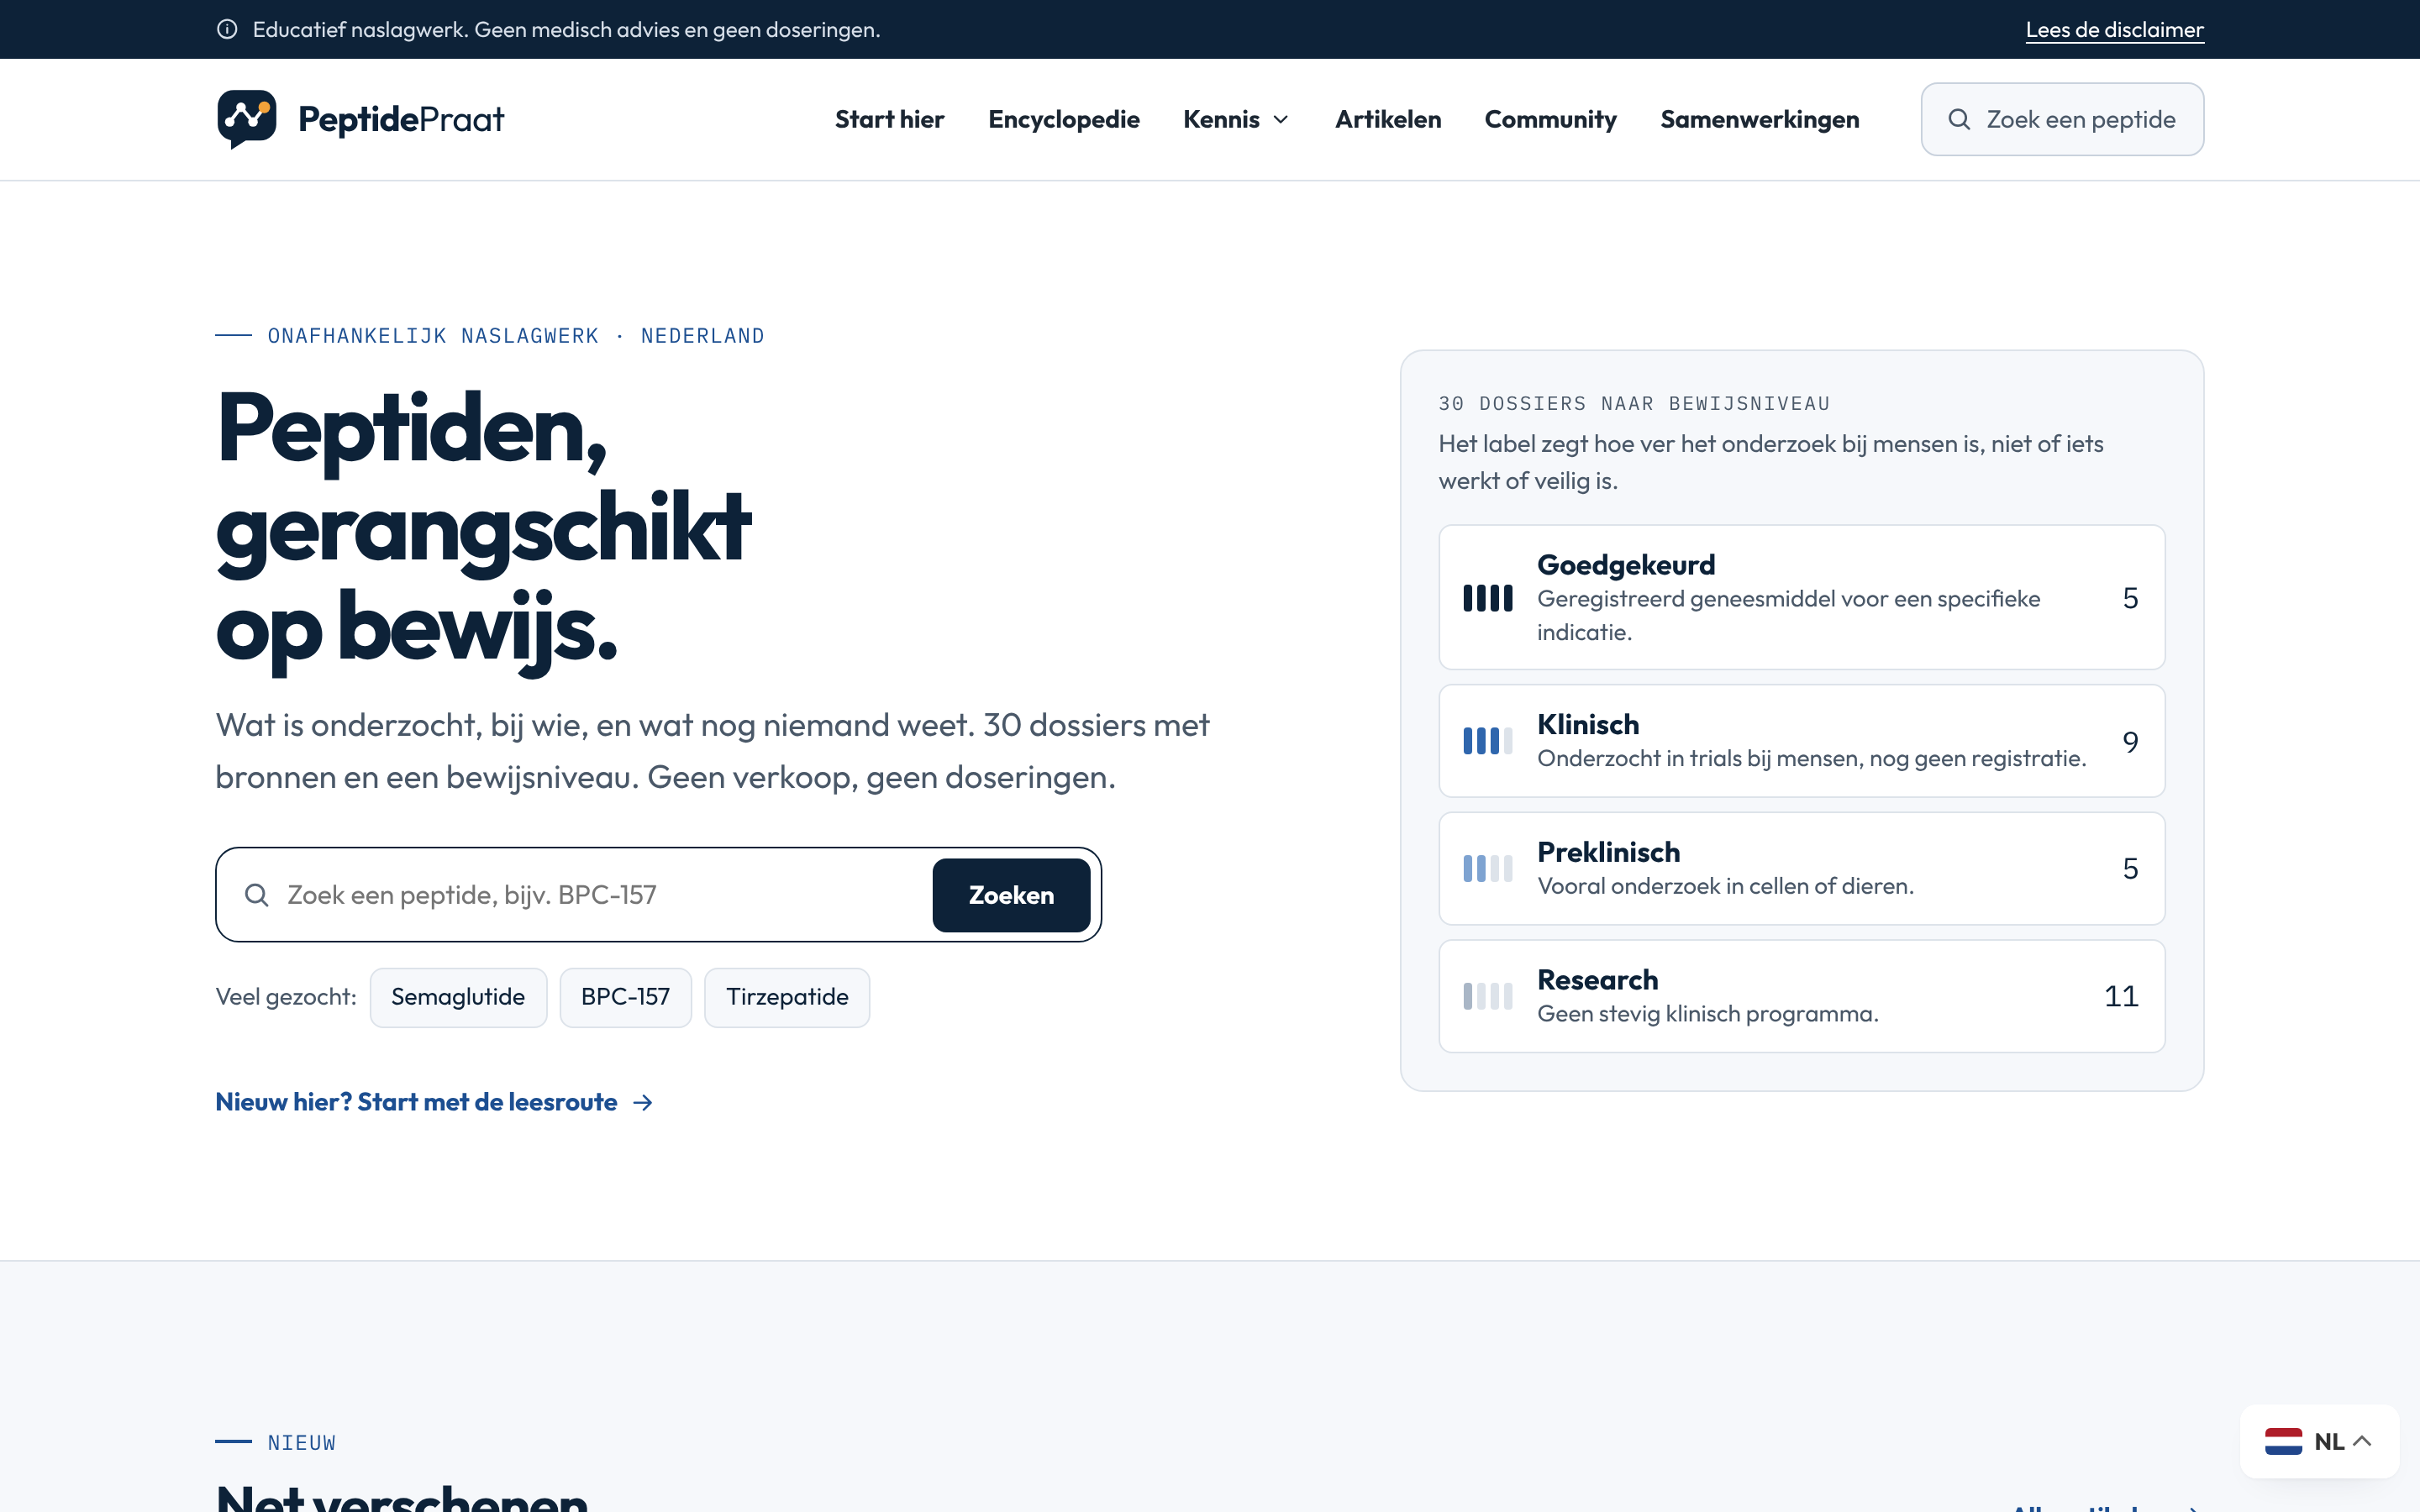 Educatief naslagwerk. Geen medisch advies en geen doseringen.
Lees de disclaimer
PeptidePraat
Start hier
Encyclopedie
Kennis
Artikelen
Community
Samenwerkingen
Zoek een peptide
ONAFHANKELIJK NASLAGWERK · NEDERLAND
Peptiden,
gerangschikt
op bewijs.
Wat is onderzocht, bij wie, en wat nog niemand weet. 30 dossiers met
bronnen en een bewijsniveau. Geen verkoop, geen doseringen.
Zoek een peptide, bijv. BPC-157
Zoeken
Veel gezocht:
Semaglutide
BPC-157
Tirzepatide
Nieuw hier? Start met de leesroute
30 DOSSIERS NAAR BEWIJSNIVEAU
Het label zegt hoe ver het onderzoek bij mensen is, niet of iets
werkt of veilig is.
Goedgekeurd
Geregistreerd geneesmiddel voor een specifieke
indicatie.
5
Klinisch
Onderzocht in trials bij mensen, nog geen registratie.
9
Preklinisch
Vooral onderzoek in cellen of dieren.
5
Research
Geen stevig klinisch programma.
11
NIEUW
Net verschenen
NL